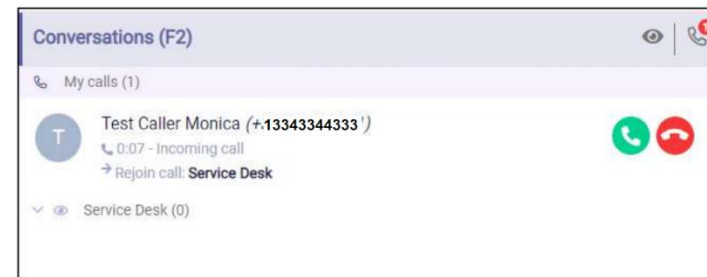 Conversations (F2)
My calls (1)
T
Test Caller Monica (+.13343344333')
0:07 - Incoming call
Rejoin call: Service Desk
Service Desk (0)